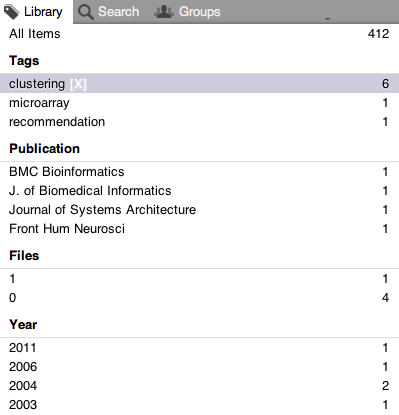 Library Search Groups
All Items 412
Tags
clustering [X] 6
microarray 1
recommendation 1
Publication
BMC Bioinformatics 1
J. of Biomedical Informatics 1
Journal of Systems Architecture 1
Front Hum Neurosci 1
Files
1 1
0 4
Year
2011 1
2006 1
2004 2
2003 1